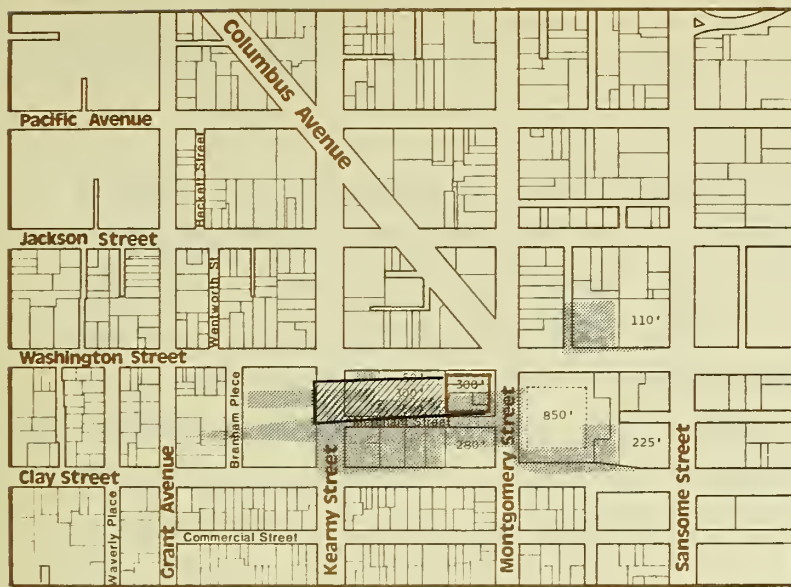 Columbus Avenue
Pacific Avenue
Beckett Street
Jackson Street
Wentworth St
110'
Washington Street
Branham Place
300'
300'
850'
280'
225'
Clay Street
Waverly Place
Grant Avenue
Commercial Street
Kearny Street
Montgomery Street
Sansome Street